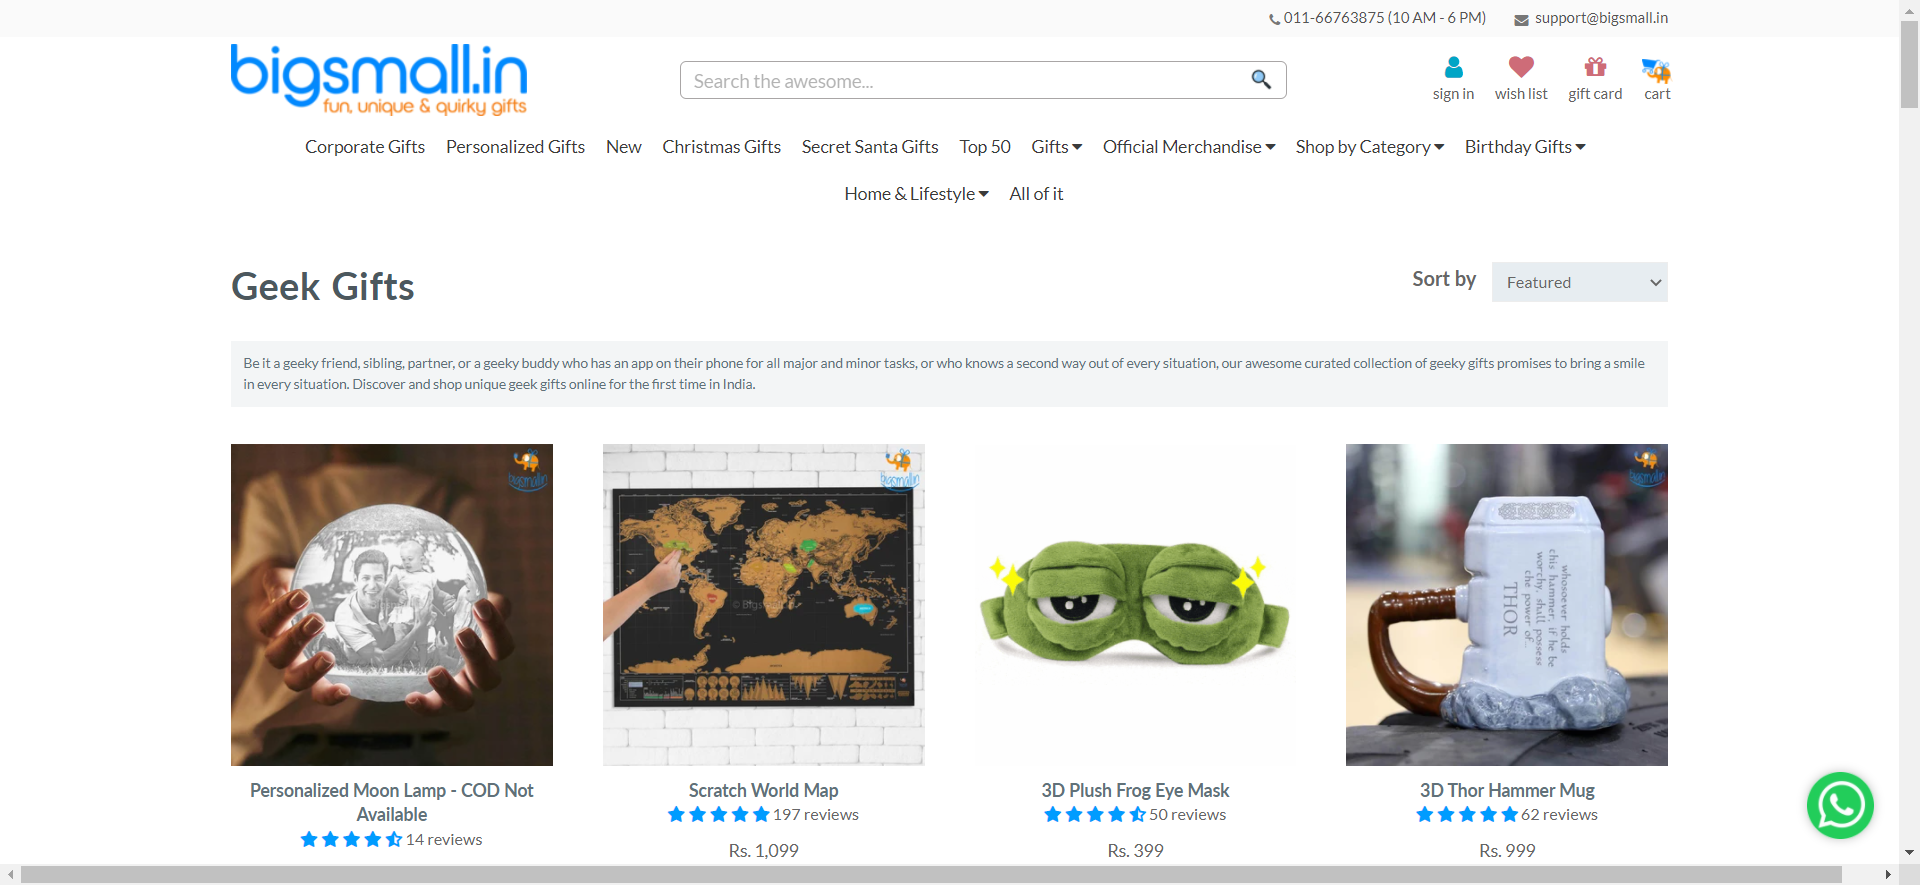 011-66763875 (10 AM - 6 PM) support@bigsmall.in
bigsmall.in
fun, unique & quirky gifts
Search the awesome...
sign in wish list gift card cart
Corporate Gifts Personalized Gifts New Christmas Gifts Secret Santa Gifts Top 50 Gifts Official Merchandise Shop by Category Birthday Gifts
Home & Lifestyle All of it
Geek Gifts
Sort by Featured
Be it a geeky friend, sibling, partner, or a geeky buddy who has an app on their phone for all major and minor tasks, or who knows a second way out of every situation, our awesome curated collection of geeky gifts promises to bring a smile
in every situation. Discover and shop unique geek gifts online for the first time in India.
bigsmall.in
bigsmall.in
bigsmall.in
whosoever holds
this hammer, if he be
worthy, shall possess
the power of...
THOR
Personalized Moon Lamp - COD Not
Available
14 reviews
Scratch World Map
197 reviews
Rs. 1,099
3D Plush Frog Eye Mask
50 reviews
Rs. 399
3D Thor Hammer Mug
62 reviews
Rs. 999